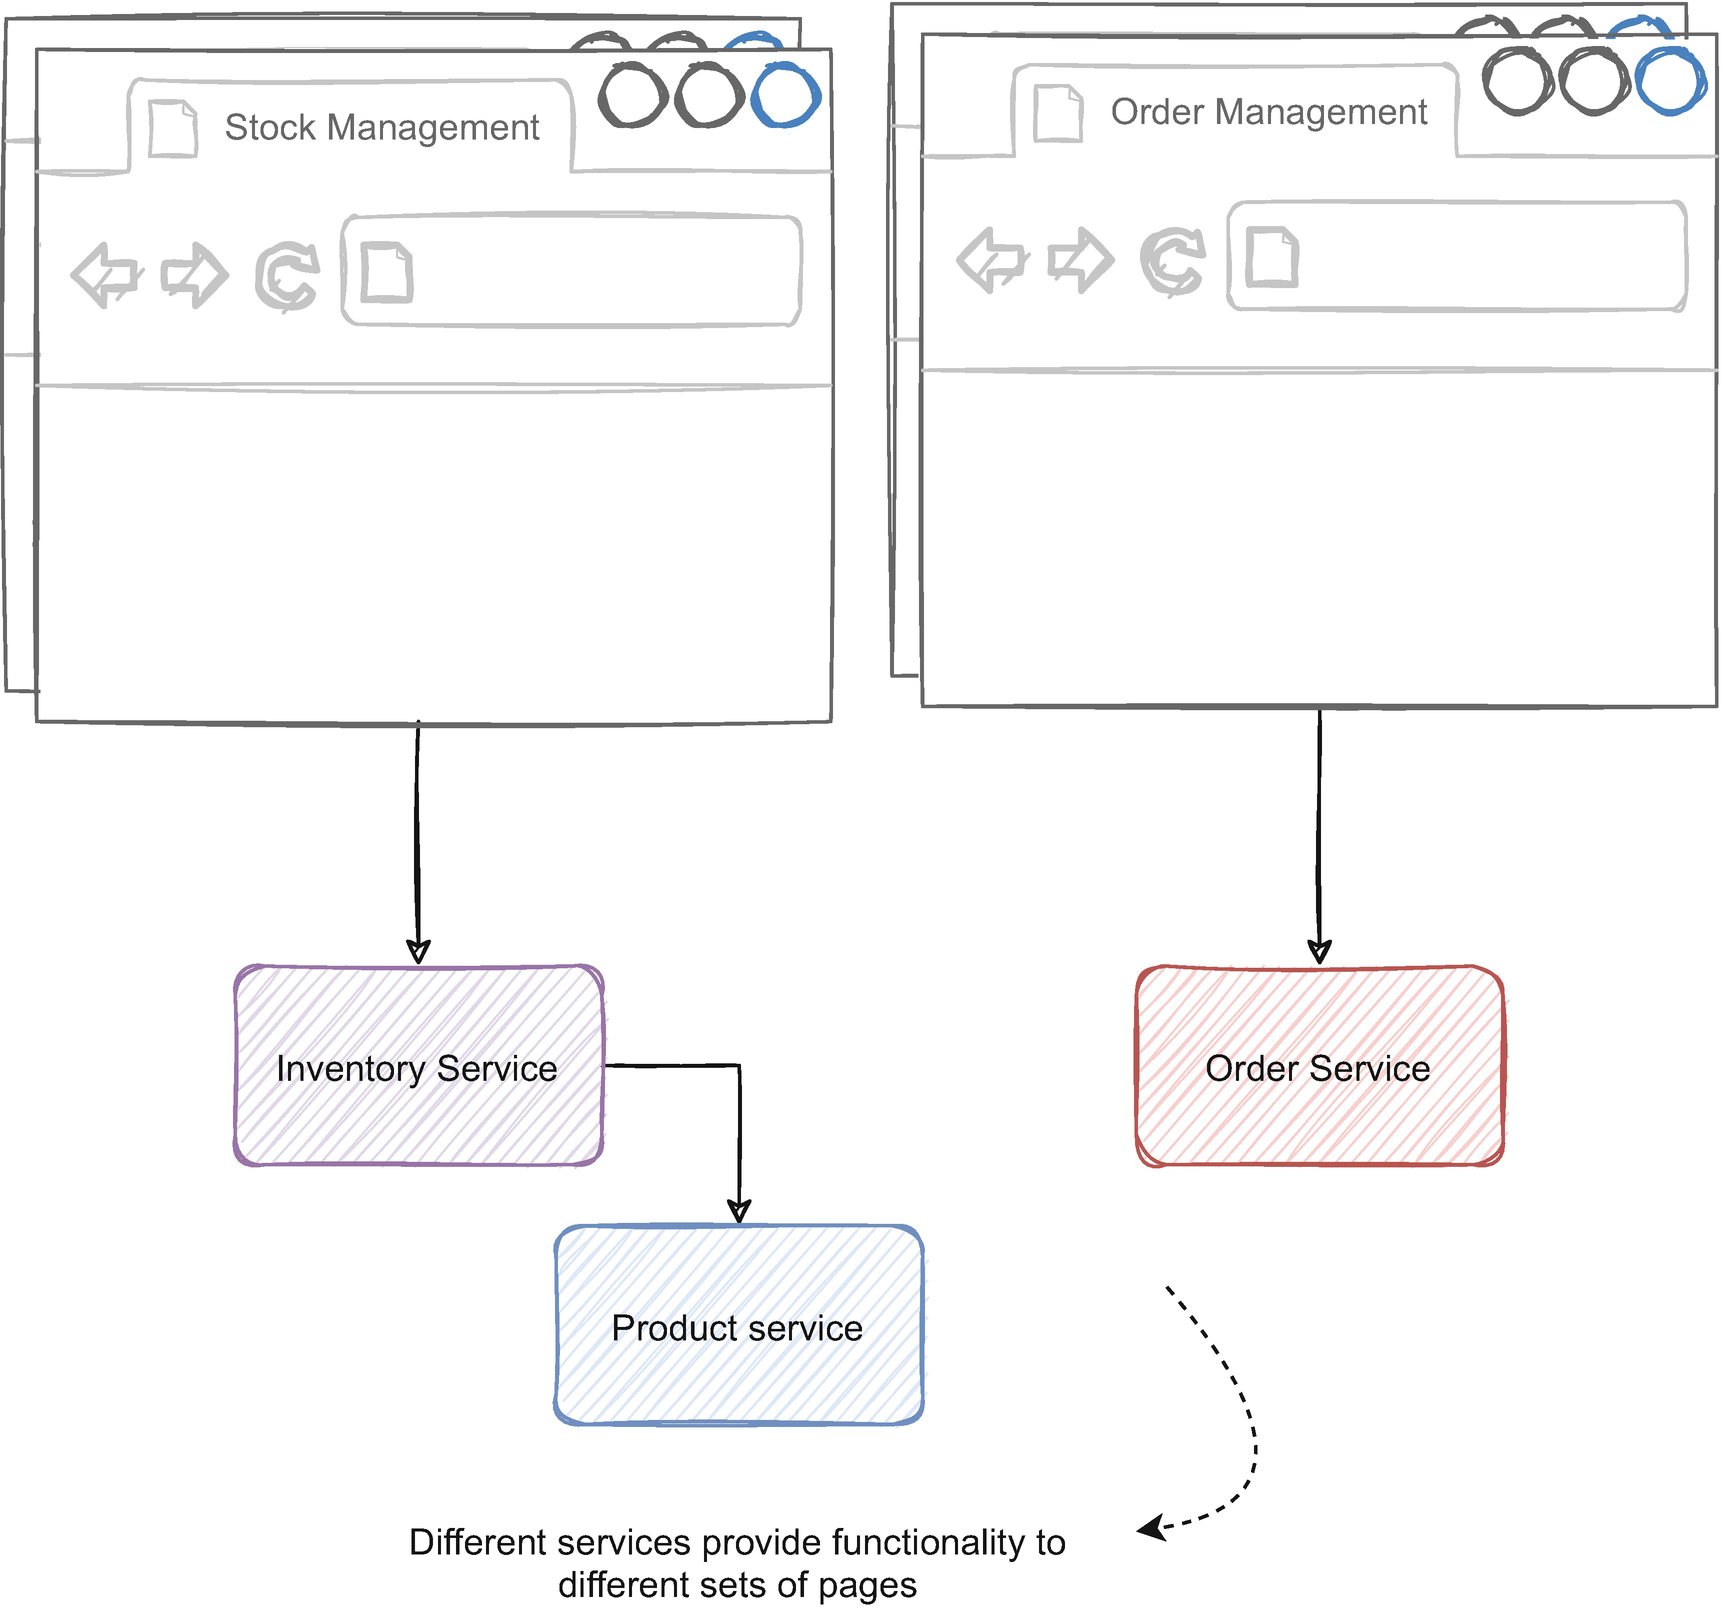 Stock Management
Order Management
Inventory Service
Order Service
Product service
Different services provide functionality to
different sets of pages